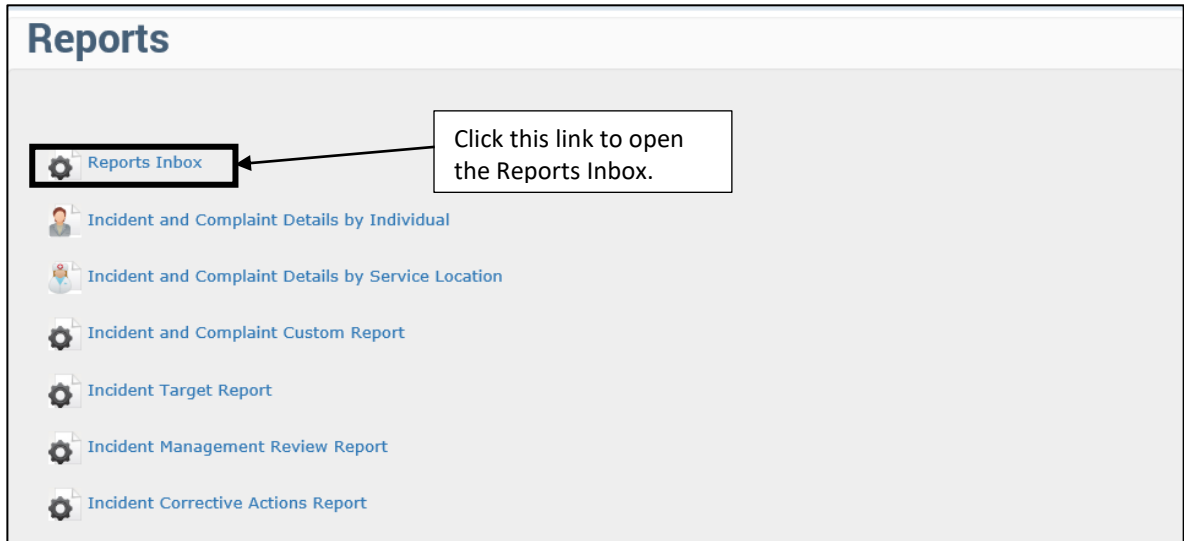 Reports
Click this link to open
the Reports Inbox.
Reports Inbox
Incident and Complaint Details by Individual
Incident and Complaint Details by Service Location
Incident and Complaint Custom Report
Incident Target Report
Incident Management Review Report
Incident Corrective Actions Report